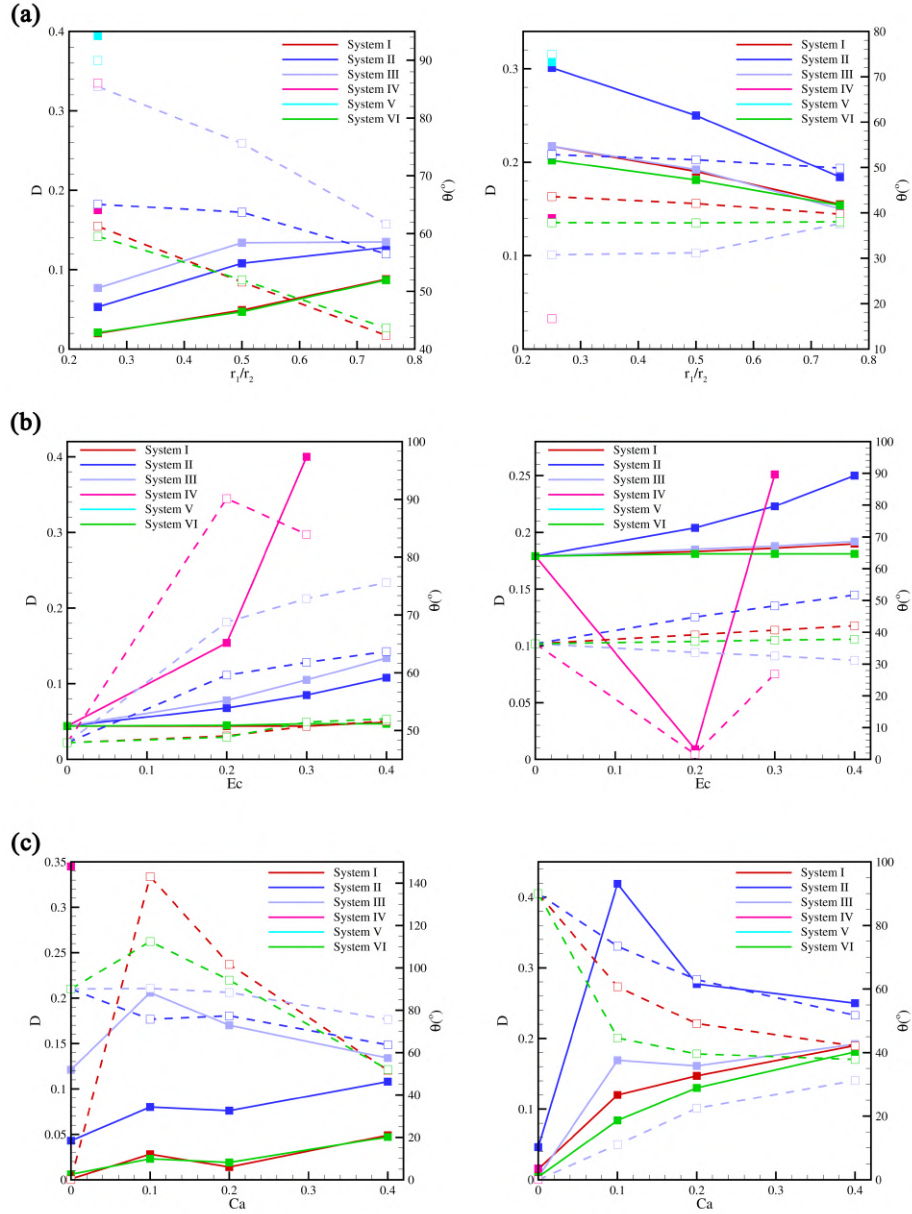 (a)
System I
System II
System III
System IV
System V
System VI
D
0.4
0.3
0.2
0.1
0
0.2 0.3 0.4 0.5 0.6 0.7 0.8
r1/r2
90
80
70
60
50
40
θ(°)
System I
System II
System III
System IV
System V
System VI
D
0.3
0.2
0.1
0
0.2 0.3 0.4 0.5 0.6 0.7 0.8
r1/r2
80
70
60
50
40
30
20
10
θ(°)
(b)
System I
System II
System III
System IV
System V
System VI
D
0.4
0.3
0.2
0.1
0
0 0.1 0.2 0.3 0.4
Ec
100
90
80
70
60
50
θ(°)
System I
System II
System III
System IV
System V
System VI
D
0.25
0.2
0.15
0.1
0.05
0
0 0.1 0.2 0.3 0.4
Ec
100
90
80
70
60
50
40
30
20
10
0
θ(°)
(c)
System I
System II
System III
System IV
System V
System VI
D
0.35
0.3
0.25
0.2
0.15
0.1
0.05
0
0 0.1 0.2 0.3 0.4
Ca
140
120
100
80
60
40
20
0
θ(°)
System I
System II
System III
System IV
System V
System VI
D
0.4
0.3
0.2
0.1
0
0 0.1 0.2 0.3 0.4
Ca
100
80
60
40
20
0
θ(°)